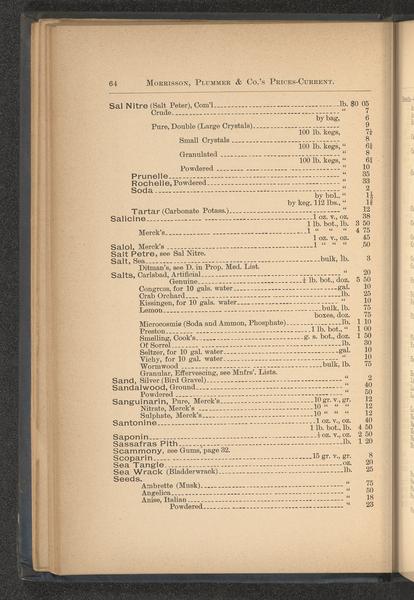 64 MORRISSON, PLUMMER & CO.'S PRICES-CURRENT.
Sal Nitre (Salt Peter), Com'l lb. $0 05
Crude " 7
by bag, 6
Pure, Double (Large Crystals) " 9
100 lb. kegs, " 7½
Small Crystals " 8
100 lb. kegs, "
Granulated " 8
100 lb. kegs, "
Powdered " 10
Prunelle " 35
Rochelle, Powdered " 33
Soda " 2
by bol., "
by keg, 112 lbs., "
Tartar (Carbonate Potass.) " 12
Salicine 1 oz. v., oz. 38
1 lb. bot., lb. 3 50
Merck's 1 " " " 4 75
1 oz. v., oz. 45
Salol, Merck's 1 " " " 50
Salt Petre, see Sal Nitre.
Salt, Sea bulk, lb. 3
Ditman's, see D. in Prop. Med. List.
Salts, Carlsbad, Artificial " 20
Genuine lb. bot., doz. 5 50
Congress, for 10 gals. water gal. 10
Crab Orchard lb. 25
Kissingen, for 10 gals. water " 10
Lemon bulk, lb. 75
boxes, doz. 75
Microcosmic (Soda and Ammon, Phosphate) lb. 1 10
Preston 1 lb. bot., " 1 00
Smelling, Cook's g. s. bot., doz. 1 50
Of Sorrel lb. 30
Seltzer, for 10 gal. water gal. 10
Vichy, for 10 gal. water " 10
Wormwood bulk, lb. 75
Granular, Effervescing, see Mnfrs'. Lists.
Sand, Silver (Bird Gravel) " 2
Sandalwood, Ground " 40
Powdered " 50
Sanguinarin, Pure, Merck's 10 gr. v., gr. 12
Nitrate, Merck's 10 " " " 12
Sulphate, Merck's 10 " " " 12
Santonine 1 oz. v., oz. 40
1 lb. bot., lb. 4 50
Saponin oz. v., oz. 2 50
Sassafras Pith lb. 1 20
Scammony, see Gums, page 32.
Scoparin 15 gr. v., gr. 8
Sea Tangle oz. 20
Sea Wrack (Bladderwrack) lb. 25
Seeds.
Ambrette (Musk) " 75
Angelica " 50
Anise, Italian " 18
Powdered " 23